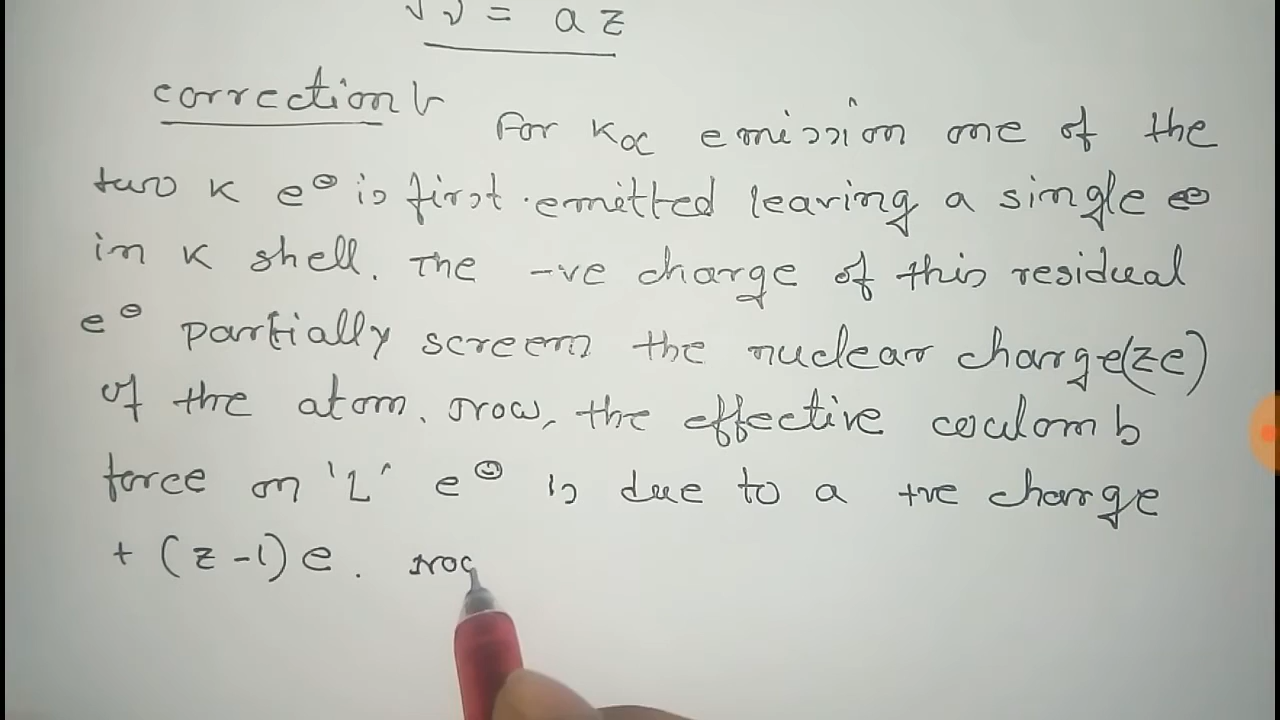 √ν = a z
correction :-
For Kα emission one of the
two K e⊖ is first emitted leaving a single e⊖
in K shell. The -ve charge of this residual
e⊖ partially screen the nuclear charge(ze)
of the atom. Now, the effective coulomb
force on 'L' e⊖ is due to a +ve charge
+ (z-1) e. Now